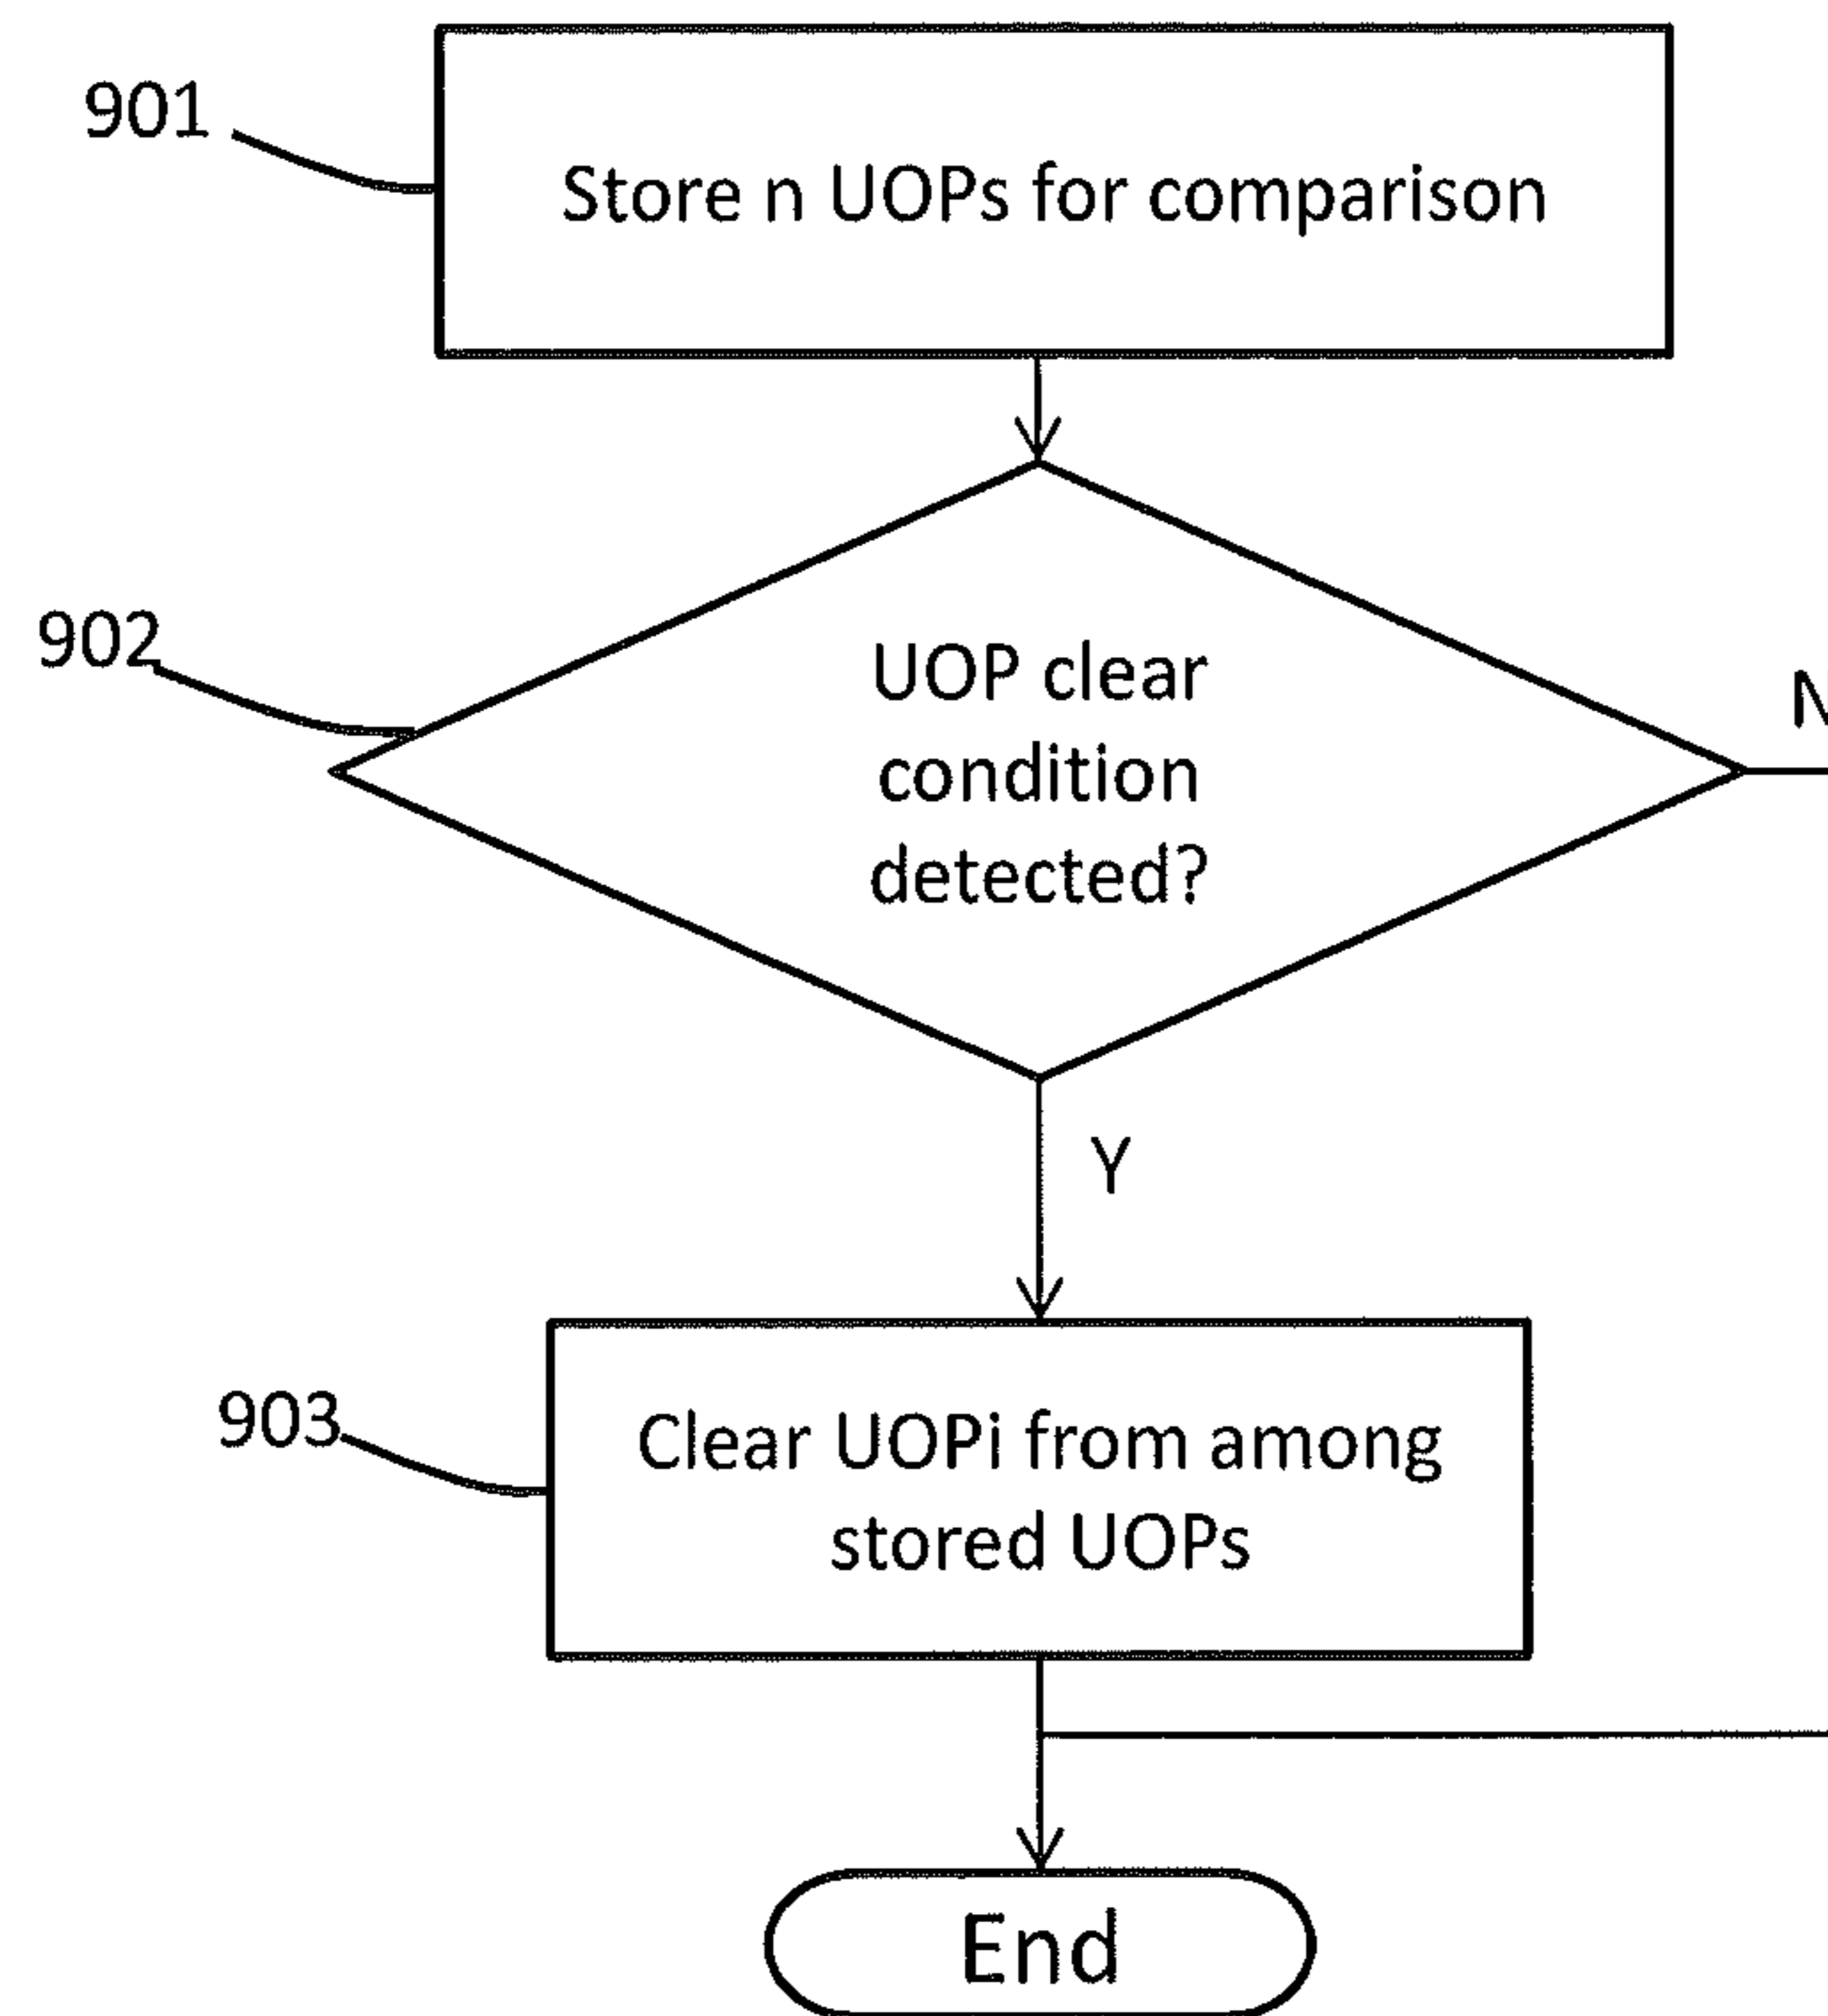 901
Store n UOPs for comparison
902
UOP clear
condition
detected?
N
Y
903
Clear UOPi from among
stored UOPs
End